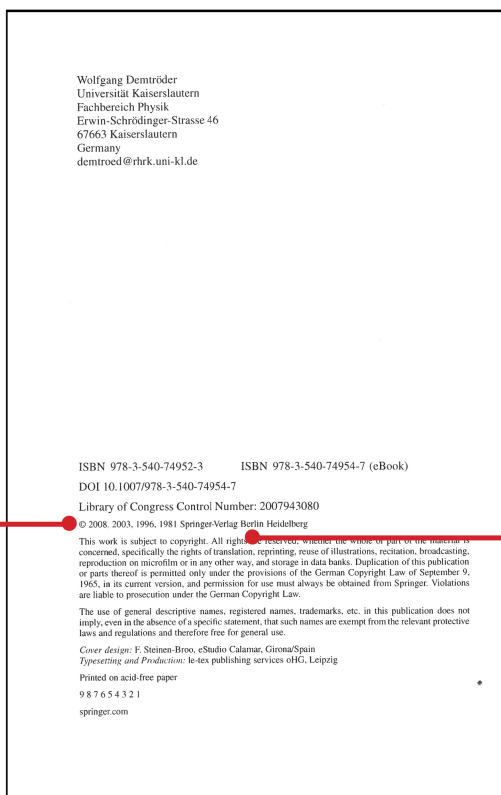 Wolfgang Demtröder
Universität Kaiserslautern
Fachbereich Physik
Erwin-Schrödinger-Strasse 46
67663 Kaiserslautern
Germany
demtroed@rhrk.uni-kl.de
ISBN 978-3-540-74952-3 ISBN 978-3-540-74954-7 (eBook)
DOI 10.1007/978-3-540-74954-7
Library of Congress Control Number: 2007943080
© 2008. 2003, 1996, 1981 Springer-Verlag Berlin Heidelberg
This work is subject to copyright. All rights reserved, whether the whole of part of the material is
concerned, specifically the rights of translation, reprinting, reuse of illustrations, recitation, broadcasting,
reproduction on microfilm or in any other way, and storage in data banks. Duplication of this publication
or parts thereof is permitted only under the provisions of the German Copyright Law of September 9,
1965, in its current version, and permission for use must always be obtained from Springer. Violations
are liable to prosecution under the German Copyright Law.
The use of general descriptive names, registered names, trademarks, etc. in this publication does not
imply, even in the absence of a specific statement, that such names are exempt from the relevant protective
laws and regulations and therefore free for general use.
Cover design: F. Steinen-Broo, eStudio Calamar, Girona/Spain
Typesetting and Production: le-tex publishing services oHG, Leipzig
Printed on acid-free paper
9 8 7 6 5 4 3 2 1
springer.com